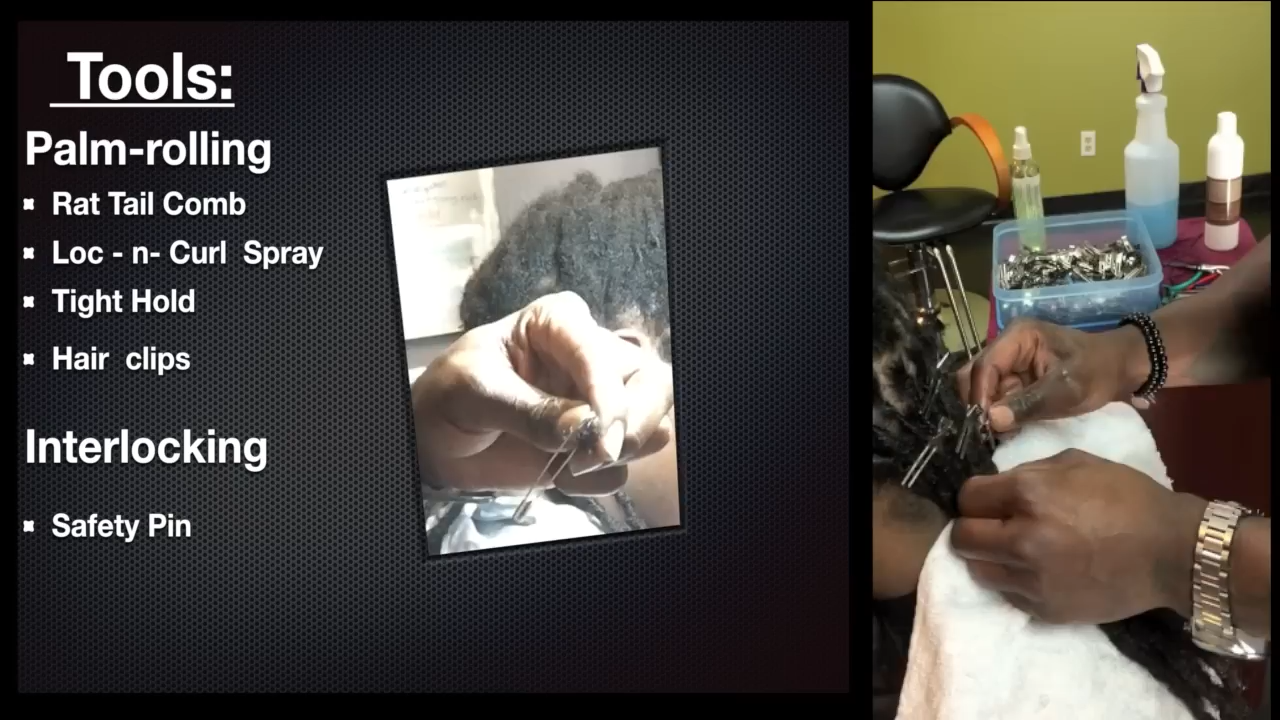 Tools:
Palm-rolling
Rat Tail Comb
Loc - n- Curl Spray
Tight Hold
Hair clips
Interlocking
Safety Pin